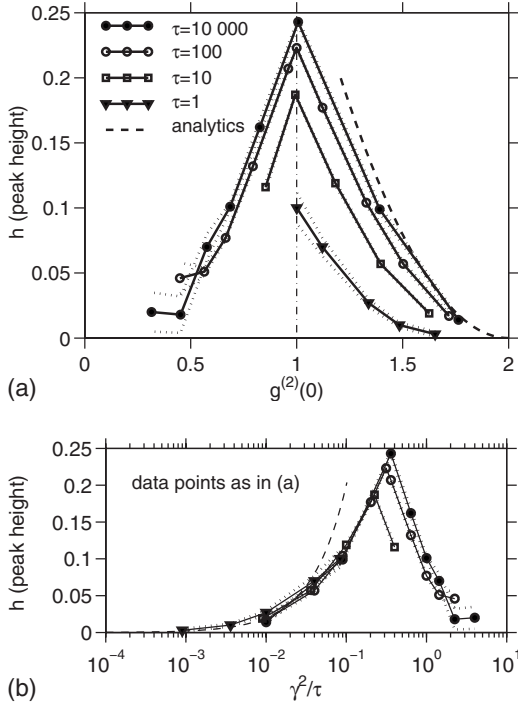 0.25
0.2
0.15
0.1
0.05
0
h (peak height)
τ=10 000
τ=100
τ=10
τ=1
analytics
0 0.5 1 1.5 2
g(2)(0)
(a)
0.25
0.2
0.15
0.1
0.05
0
h (peak height)
data points as in (a)
10−4 10−3 10−2 10−1 100 101
γ2/τ
(b)